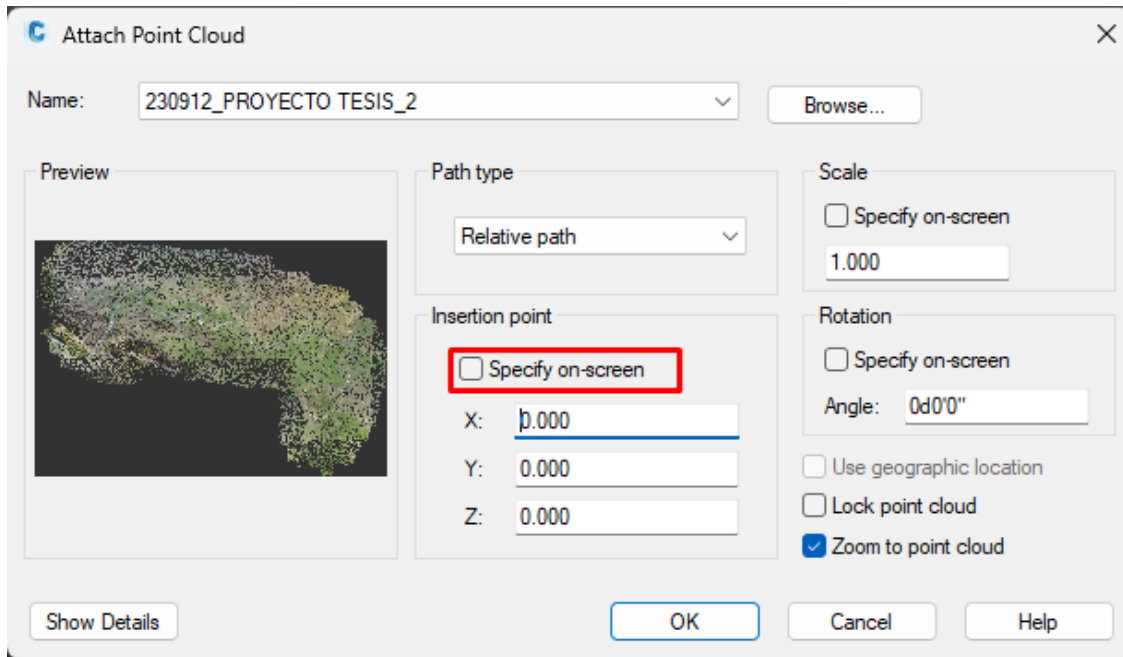 Attach Point Cloud
Name:
230912_PROYECTO TESIS_2
Browse...
Preview
Path type
Relative path
Insertion point
Specify on-screen
X:
0.000
Y:
0.000
Z:
0.000
Scale
Specify on-screen
1.000
Rotation
Specify on-screen
Angle:
0d0'0"
Use geographic location
Lock point cloud
Zoom to point cloud
Show Details
OK
Cancel
Help